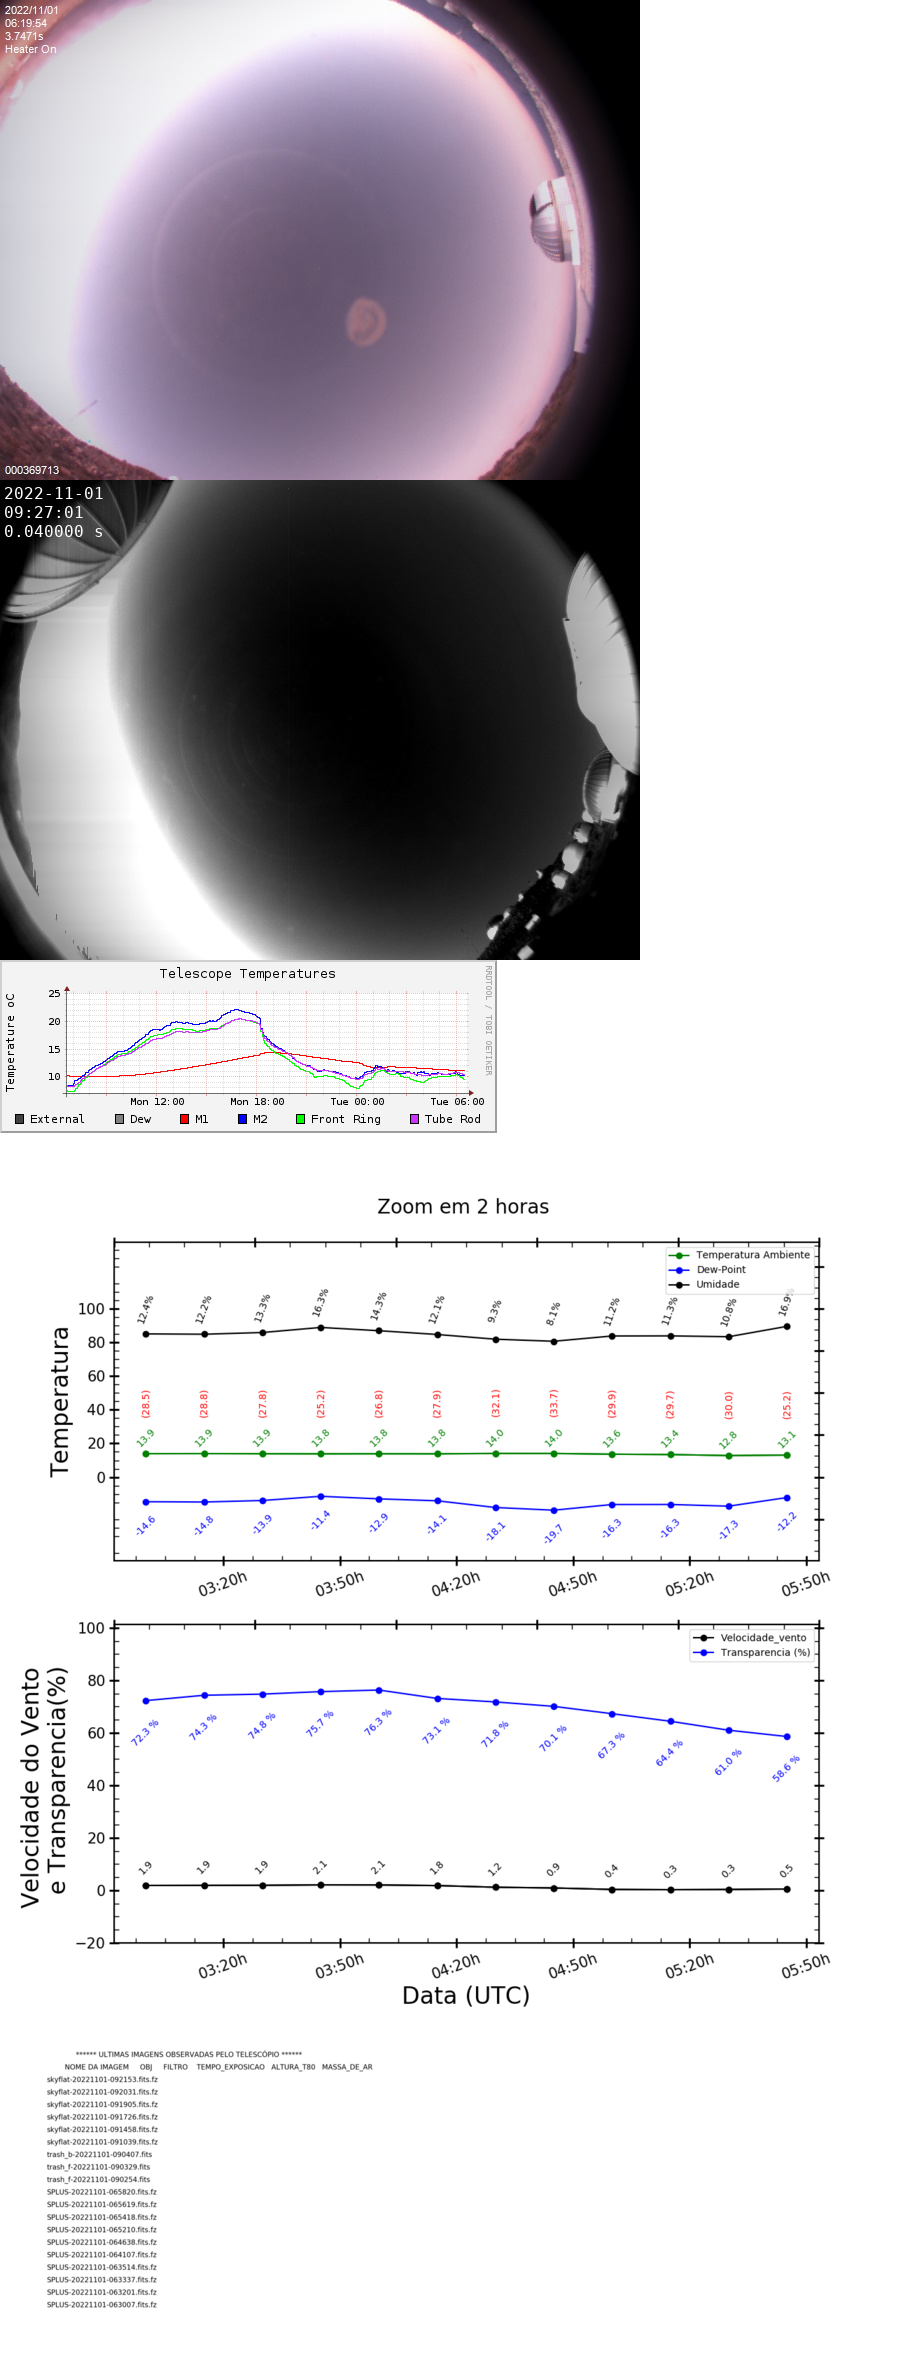 2022/11/01
06:19:54
3.7471s
Heater On
000369713
2022-11-01
09:27:01
0.040000 s
Telescope Temperatures
RRDTOOL / TOBI OETIKER
Temperature oC
25
20
15
10
Mon 12:00 Mon 18:00 Tue 00:00 Tue 06:00
External Dew M1 M2 Front Ring Tube Rod
Zoom em 2 horas
Temperatura Ambiente
Dew-Point
Umidade
Temperatura
100
80
60
40
20
0
12.4% 12.2% 13.3% 16.3% 14.3% 12.1% 9.3% 8.1% 11.2% 11.3% 10.8% 16.9%
(28.5) (28.8) (27.8) (25.2) (26.8) (27.9) (32.1) (33.7) (29.9) (29.7) (30.0) (25.2)
13.9 13.9 13.9 13.8 13.8 13.8 14.0 14.0 13.6 13.4 12.8 13.1
-14.6 -14.8 -13.9 -11.4 -12.9 -14.1 -18.1 -19.7 -16.3 -16.3 -17.3 -12.2
03:20h 03:50h 04:20h 04:50h 05:20h 05:50h
Velocidade_vento
Transparencia (%)
Velocidade do Vento
e Transparencia(%)
100
80
60
40
20
0
−20
72.3 % 74.3 % 74.8 % 75.7 % 76.3 % 73.1 % 71.8 % 70.1 % 67.3 % 64.4 % 61.0 % 58.6 %
1.9 1.9 1.9 2.1 2.1 1.8 1.2 0.9 0.4 0.3 0.3 0.5
03:20h 03:50h 04:20h 04:50h 05:20h 05:50h
Data (UTC)
****** ULTIMAS IMAGENS OBSERVADAS PELO TELESCÓPIO ******
NOME DA IMAGEM OBJ FILTRO TEMPO_EXPOSICAO ALTURA_T80 MASSA_DE_AR
skyflat-20221101-092153.fits.fz
skyflat-20221101-092031.fits.fz
skyflat-20221101-091905.fits.fz
skyflat-20221101-091726.fits.fz
skyflat-20221101-091458.fits.fz
skyflat-20221101-091039.fits.fz
trash_b-20221101-090407.fits
trash_f-20221101-090329.fits
trash_f-20221101-090254.fits
SPLUS-20221101-065820.fits.fz
SPLUS-20221101-065619.fits.fz
SPLUS-20221101-065418.fits.fz
SPLUS-20221101-065210.fits.fz
SPLUS-20221101-064638.fits.fz
SPLUS-20221101-064107.fits.fz
SPLUS-20221101-063514.fits.fz
SPLUS-20221101-063337.fits.fz
SPLUS-20221101-063201.fits.fz
SPLUS-20221101-063007.fits.fz